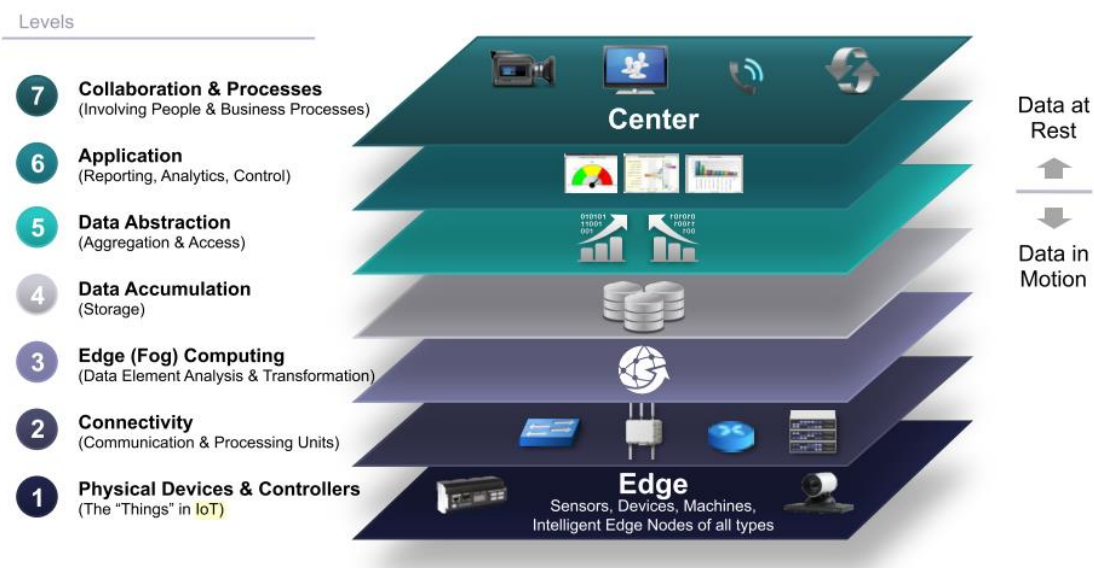 Levels
7
Collaboration & Processes
(Involving People & Business Processes)
6
Application
(Reporting, Analytics, Control)
5
Data Abstraction
(Aggregation & Access)
4
Data Accumulation
(Storage)
3
Edge (Fog) Computing
(Data Element Analysis & Transformation)
2
Connectivity
(Communication & Processing Units)
1
Physical Devices & Controllers
(The “Things” in IoT)
Center
010101
11001
001
Edge
Sensors, Devices, Machines,
Intelligent Edge Nodes of all types
Data at
Rest
Data in
Motion